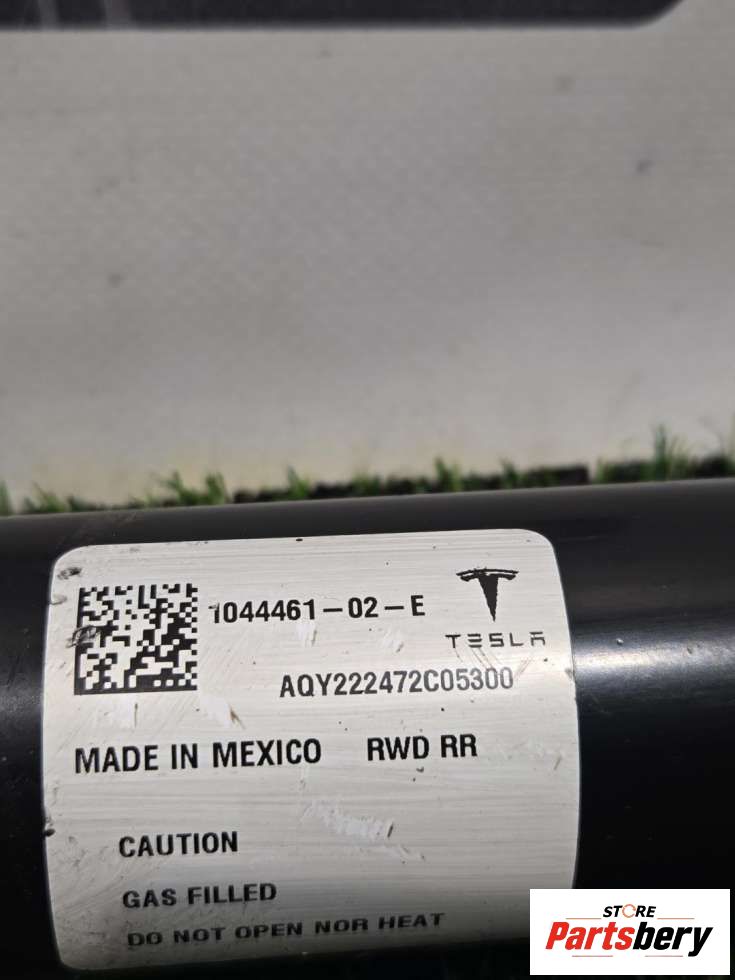 1044461-02-E
TESLA
AQY222472C05300
MADE IN MEXICO RWD RR
CAUTION
GAS FILLED
DO NOT OPEN NOR HEAT
STORE
Partsbery